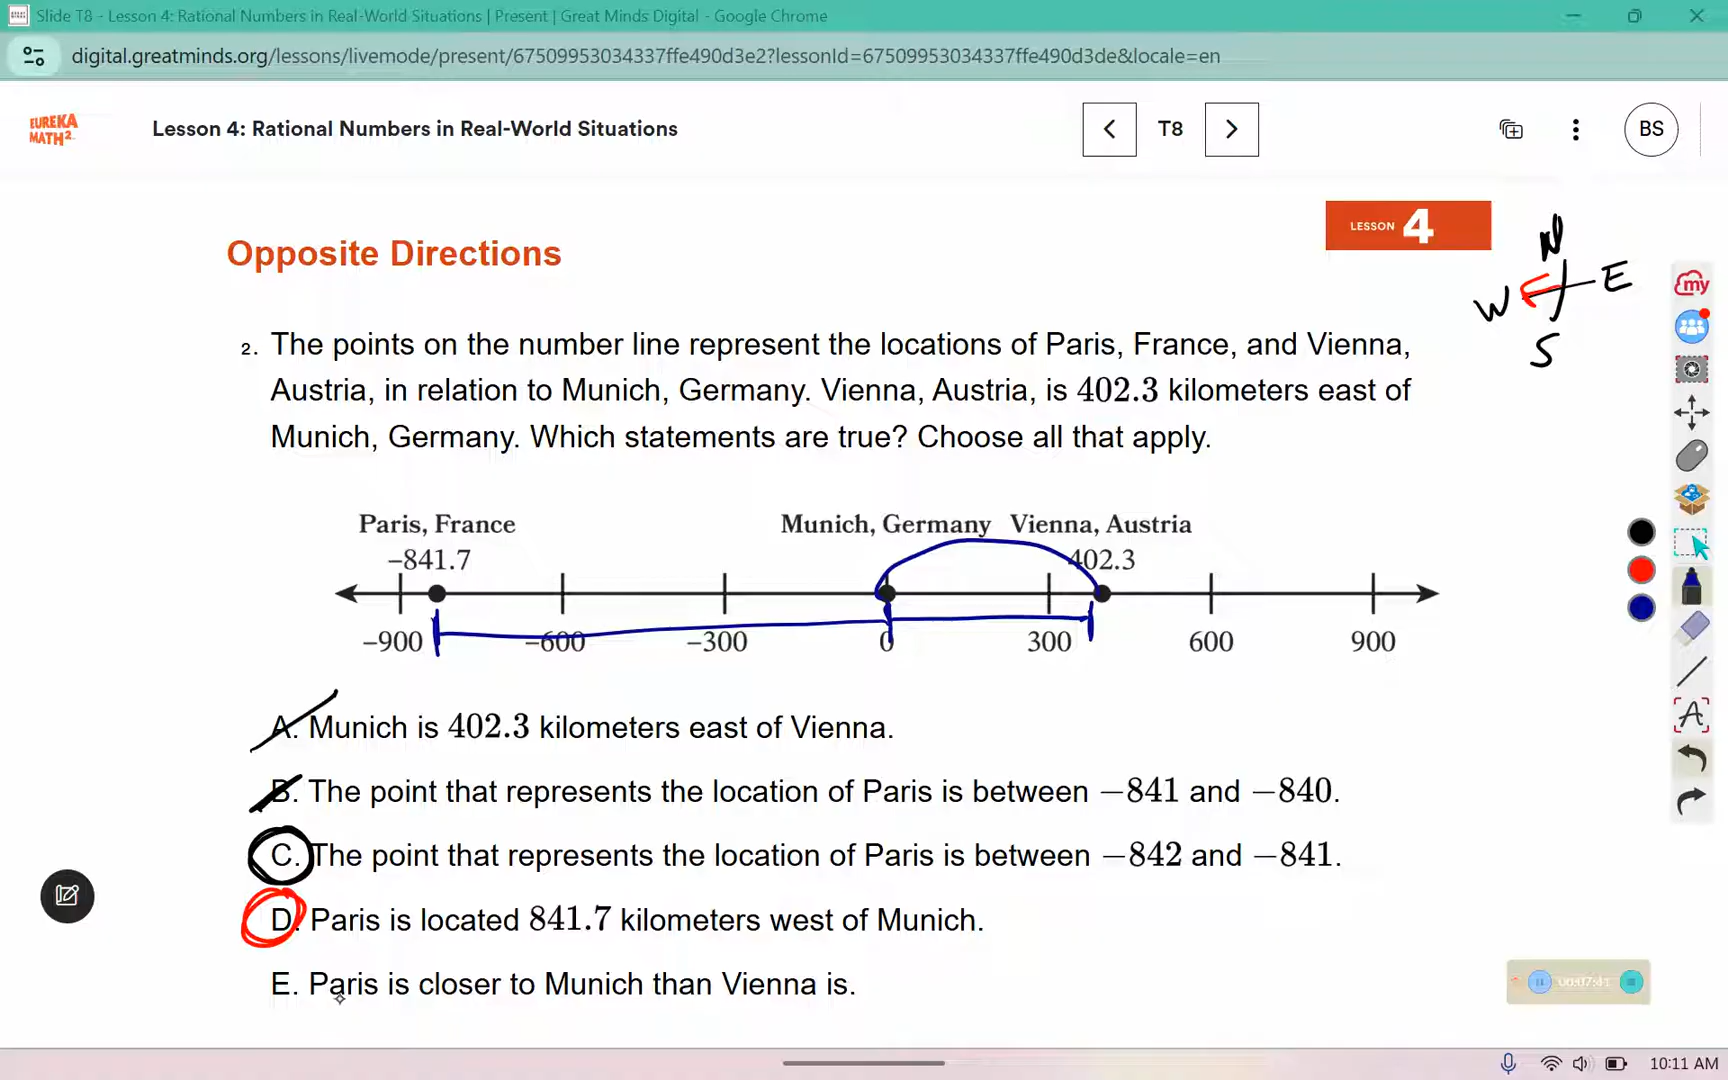 Slide T8 - Lesson 4: Rational Numbers in Real-World Situations | Present | Great Minds Digital - Google Chrome
digital.greatminds.org/lessons/livemode/present/67509953034337ffe490d3e2?lessonId=67509953034337ffe490d3de&locale=en
EUREKA
MATH²
Lesson 4: Rational Numbers in Real-World Situations
T8
BS
LESSON 4
N
W E
S
my
Opposite Directions
2. The points on the number line represent the locations of Paris, France, and Vienna,
Austria, in relation to Munich, Germany. Vienna, Austria, is 402.3 kilometers east of
Munich, Germany. Which statements are true? Choose all that apply.
Paris, France Munich, Germany Vienna, Austria
−841.7 402.3
−900 −600 −300 0 300 600 900
A. Munich is 402.3 kilometers east of Vienna.
B. The point that represents the location of Paris is between −841 and −840.
C. The point that represents the location of Paris is between −842 and −841.
D. Paris is located 841.7 kilometers west of Munich.
E. Paris is closer to Munich than Vienna is.
A
00:07:41
10:11 AM